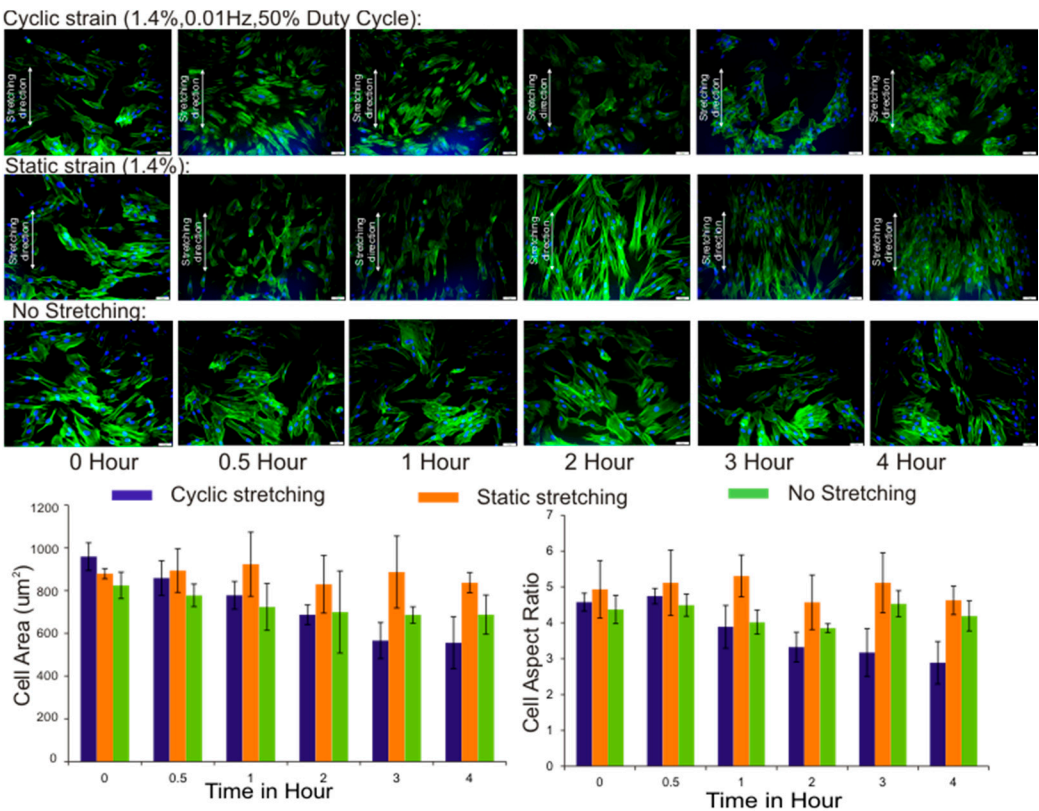 Cyclic strain (1.4%,0.01Hz,50% Duty Cycle):
Stretching direction
Stretching direction
Stretching direction
Stretching direction
Stretching direction
Stretching direction
Static strain (1.4%):
Stretching direction
Stretching direction
Stretching direction
Stretching direction
Stretching direction
Stretching direction
No Stretching:
0 Hour 0.5 Hour 1 Hour 2 Hour 3 Hour 4 Hour
Cyclic stretching Static stretching No Stretching
Cell Area (um²)
1200
1000
800
600
400
200
0
0 0.5 1 2 3 4
Time in Hour
Cell Aspect Ratio
7
6
5
4
3
2
1
0
0 0.5 1 2 3 4
Time in Hour